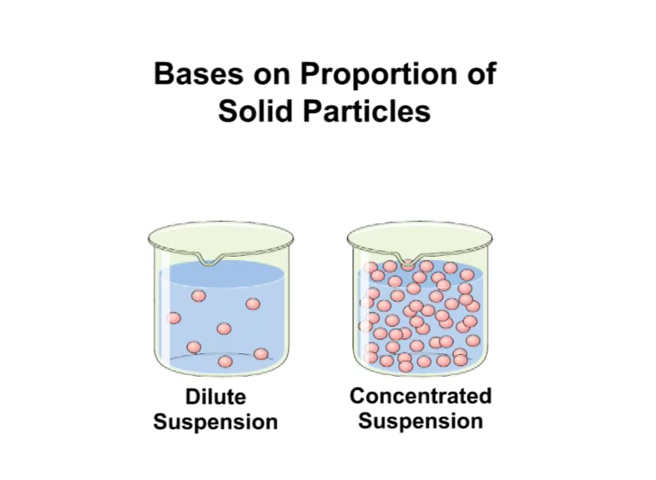 Bases on Proportion of
Solid Particles
Dilute
Suspension
Concentrated
Suspension